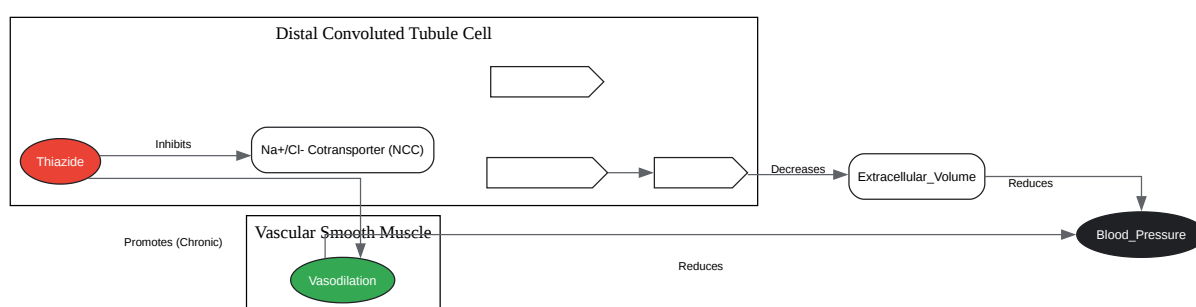 Distal Convoluted Tubule Cell
Thiazide
Inhibits
Na+/Cl- Cotransporter (NCC)
Decreases
Extracellular_Volume
Reduces
Promotes (Chronic)
Vascular Smooth Muscle
Vasodilation
Reduces
Blood_Pressure